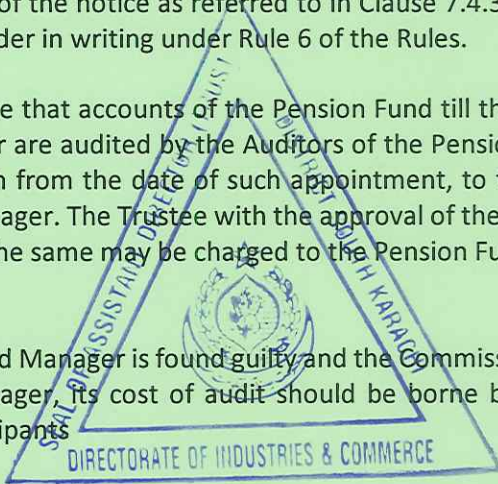 of the notice as referred to in Clause 7.4.3
der in writing under Rule 6 of the Rules.
e that accounts of the Pension Fund till th
r are audited by the Auditors of the Pensio
n from the date of such appointment, to t
ager. The Trustee with the approval of the
he same may be charged to the Pension Fu
d Manager is found guilty and the Commiss
ager, its cost of audit should be borne b
ipants
SEAL OF ASSISTANT DIRECTOR TRUST
DISTRICT SOUTH KARACHI
DIRECTORATE OF INDUSTRIES & COMMERCE